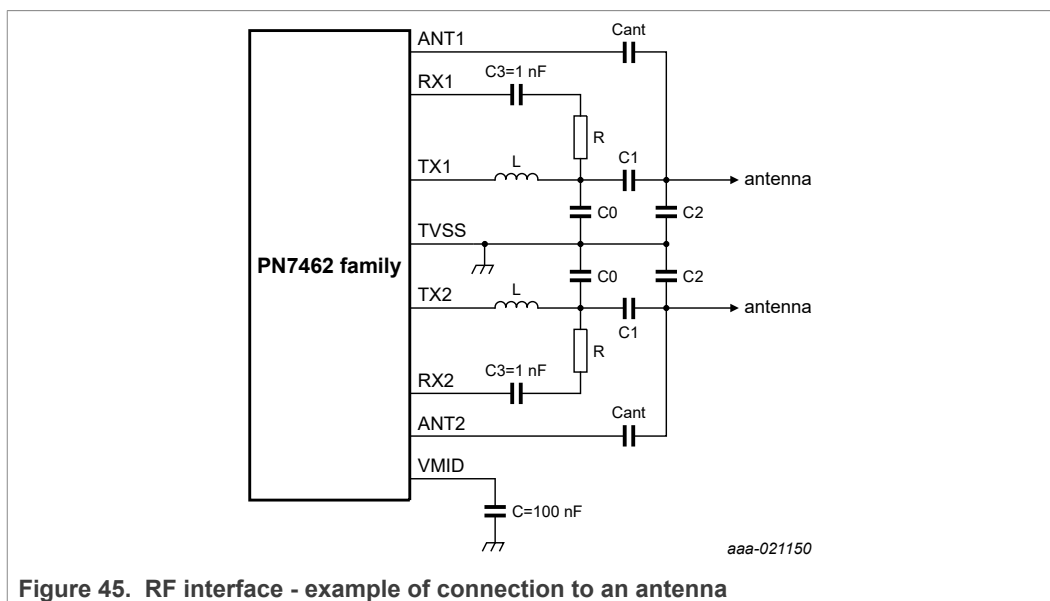 ANT1
Cant
RX1
C3=1 nF
R
TX1
L
C1
antenna
C0
C2
TVSS
PN7462 family
C0
C2
TX2
L
antenna
C1
R
RX2
C3=1 nF
ANT2
Cant
VMID
C=100 nF
aaa-021150
Figure 45. RF interface - example of connection to an antenna